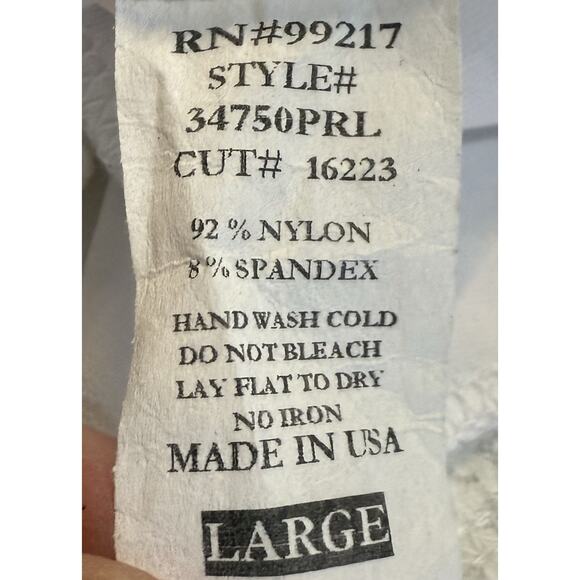 RN#99217
STYLE#
34750PRL
CUT# 16223
92 % NYLON
8 % SPANDEX
HAND WASH COLD
DO NOT BLEACH
LAY FLAT TO DRY
NO IRON
MADE IN USA
LARGE